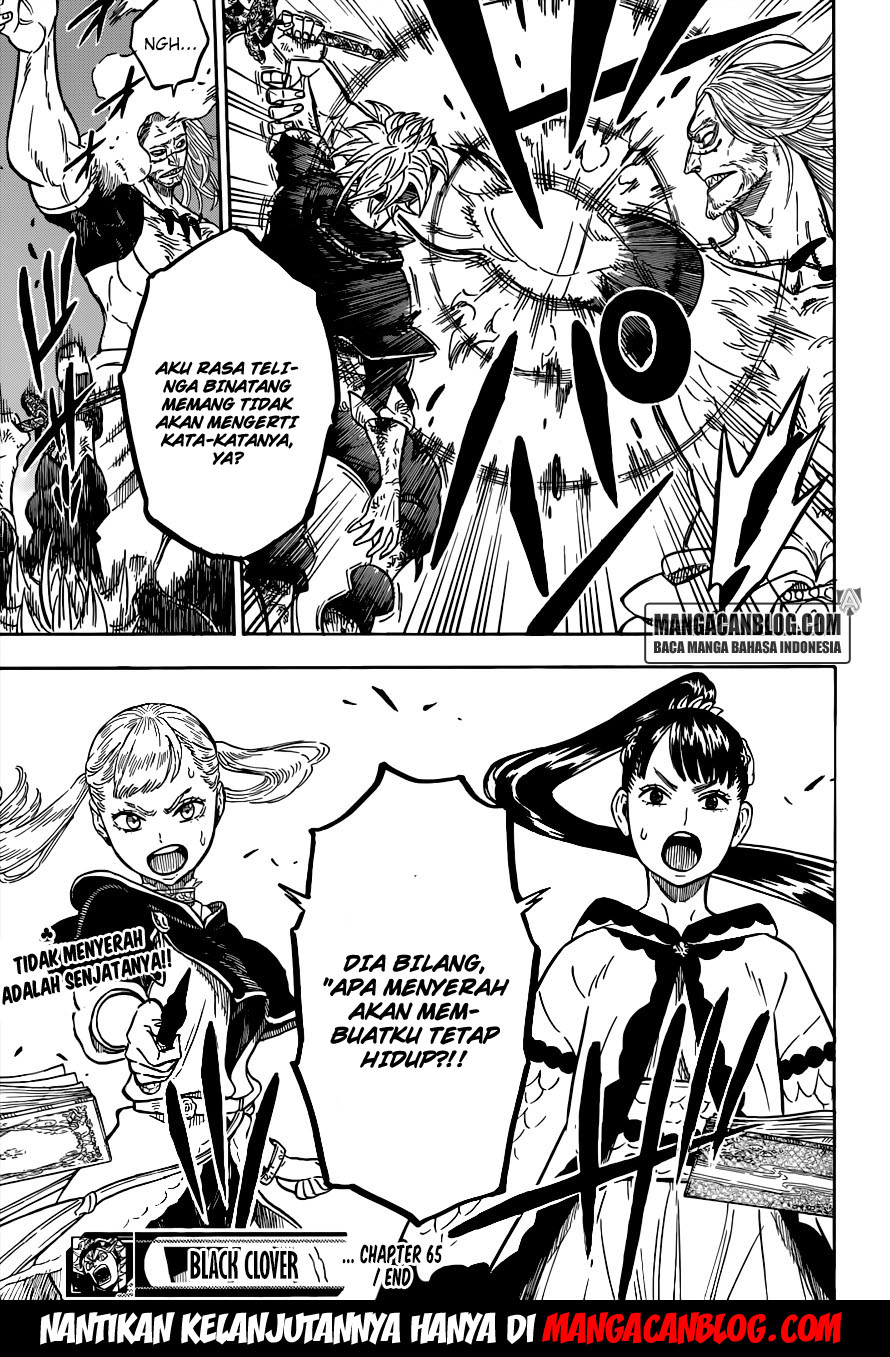 NGH...
AKU RASA TELI-
NGA BINATANG
MEMANG TIDAK
AKAN MENGERTI
KATA-KATANYA,
YA?
MANGACANBLOG.COM
BACA MANGA BAHASA INDONESIA
TIDAK MENYERAH
ADALAH SENJATANYA!!
DIA BILANG,
"APA MENYERAH
AKAN MEM-
BUATKU TETAP
HIDUP?!!
BLACK CLOVER
... CHAPTER 65
/ END
NANTIKAN KELANJUTANNYA HANYA DI MANGACANBLOG.COM